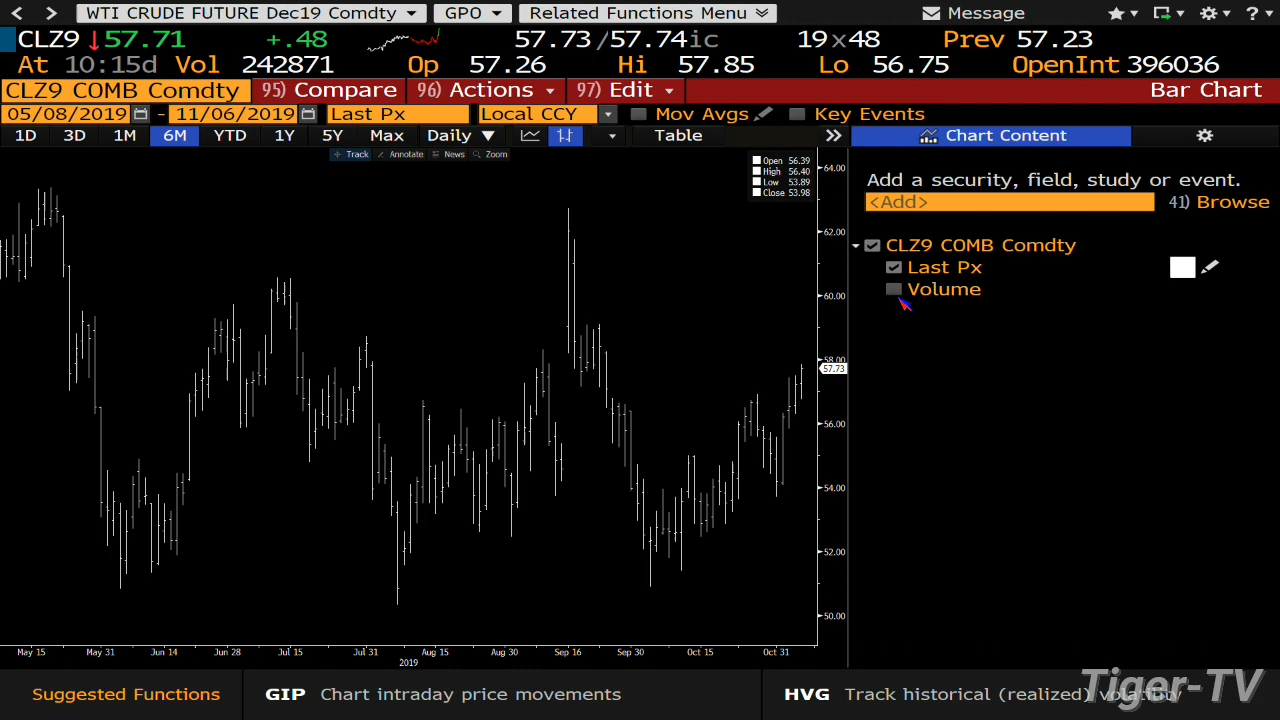 WTI CRUDE FUTURE Dec19 Comdty GPO Related Functions Menu Message
CLZ9 57.71 +.48 57.73/57.74ic 19x48 Prev 57.23
At 10:15d Vol 242871 Op 57.26 Hi 57.85 Lo 56.75 OpenInt 396036
CLZ9 COMB Comdty 95) Compare 96) Actions 97) Edit Bar Chart
05/08/2019 - 11/06/2019 Last Px Local CCY Mov Avgs Key Events
1D 3D 1M 6M YTD 1Y 5Y Max Daily Table Chart Content
Track Annotate News Zoom
Open 56.39
High 56.40
Low 53.89
Close 53.98
64.00
62.00
60.00
58.00
57.73
56.00
54.00
52.00
50.00
Add a security, field, study or event.
<Add> 41) Browse
CLZ9 COMB Comdty
Last Px
Volume
May 15 May 31 Jun 14 Jun 28 Jul 15 Jul 31 Aug 15 Aug 30 Sep 16 Sep 30 Oct 15 Oct 31
2019
Suggested Functions GIP Chart intraday price movements HVG Track historical (realized) volatility
Tiger-TV